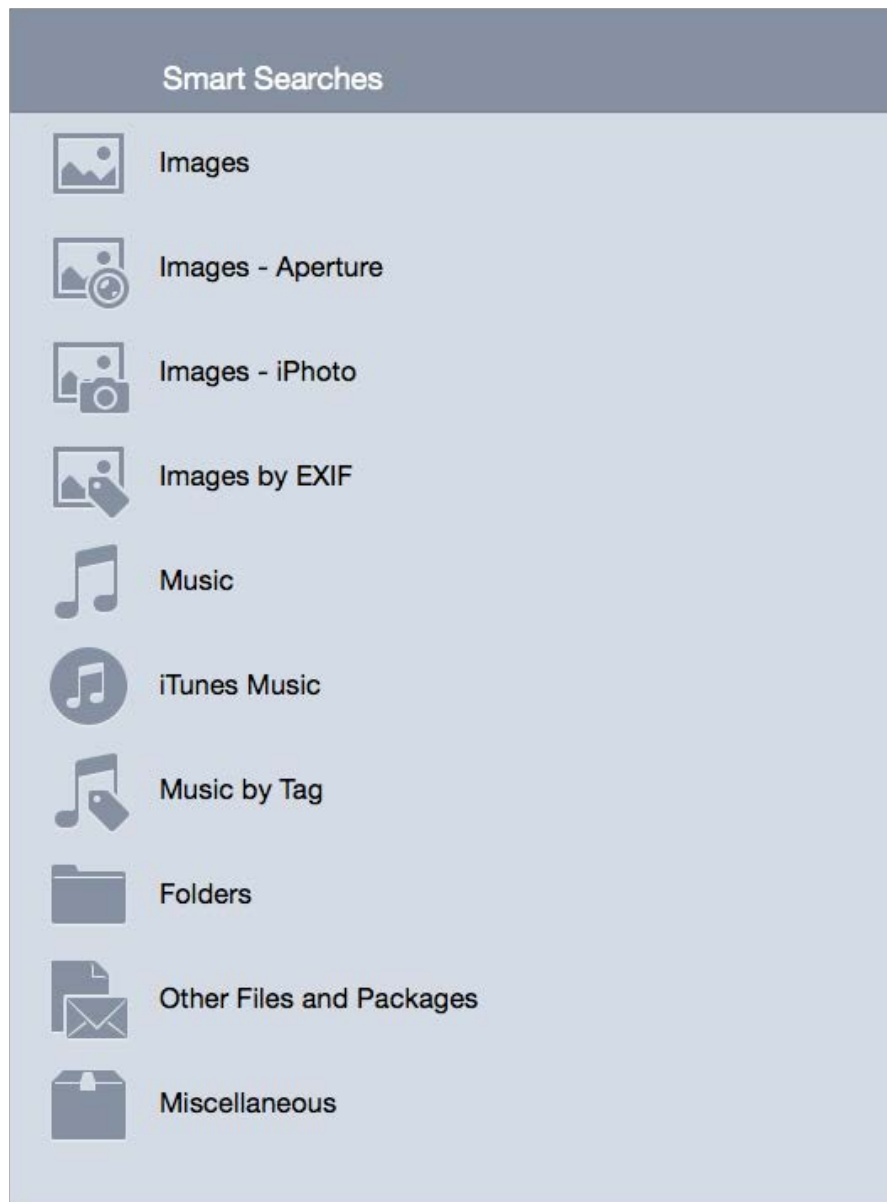 Smart Searches
Images
Images - Aperture
Images - iPhoto
Images by EXIF
Music
iTunes Music
Music by Tag
Folders
Other Files and Packages
Miscellaneous